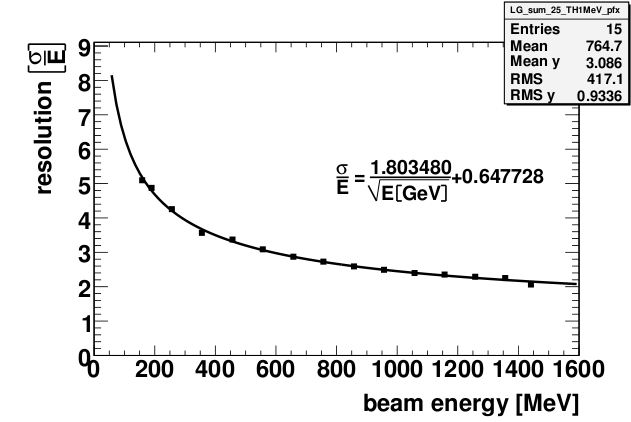 LG_sum_25_TH1MeV_pfx
Entries 15
Mean 764.7
Mean y 3.086
RMS 417.1
RMS y 0.9336
resolution [σ/E]
9
8
7
6
5
4
3
2
1
0
σ/E = 1.803480/√E[GeV] +0.647728
0 200 400 600 800 1000 1200 1400 1600
beam energy [MeV]